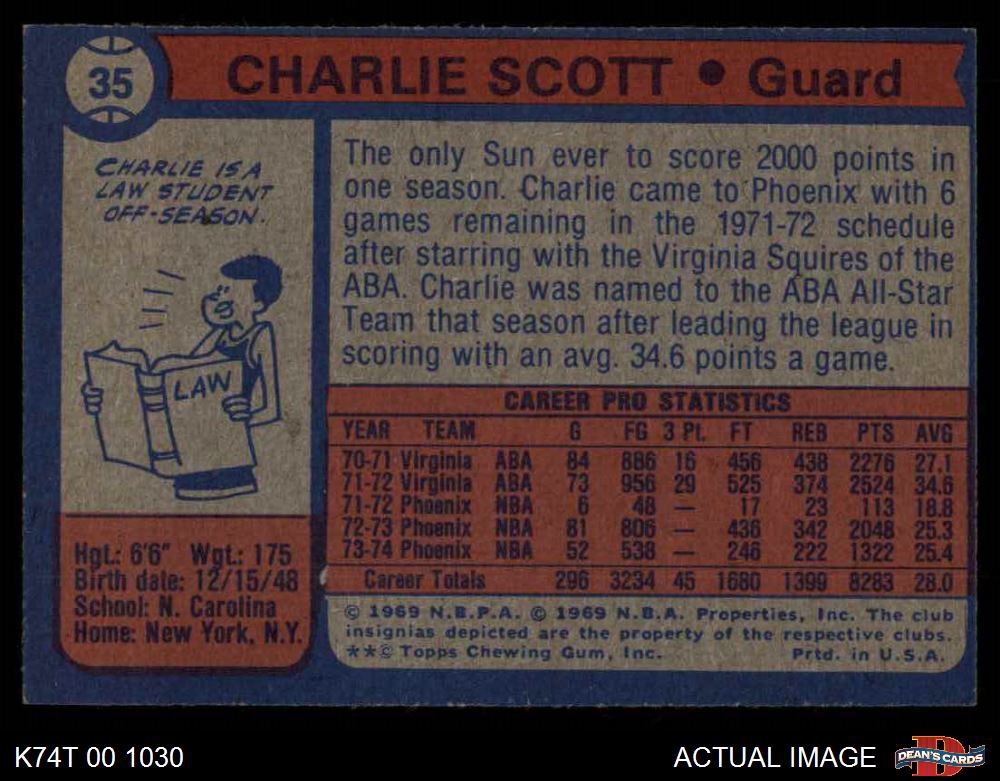 35
CHARLIE SCOTT • Guard
CHARLIE IS A
LAW STUDENT
OFF-SEASON.
LAW
Hgt.: 6'6" Wgt.: 175
Birth date: 12/15/48
School: N. Carolina
Home: New York, N.Y.
The only Sun ever to score 2000 points in
one season. Charlie came to Phoenix with 6
games remaining in the 1971-72 schedule
after starring with the Virginia Squires of the
ABA. Charlie was named to the ABA All-Star
Team that season after leading the league in
scoring with an avg. 34.6 points a game.
CAREER PRO STATISTICS
YEAR TEAM G FG 3 Pt. FT REB PTS AVG
70-71 Virginia ABA 84 886 16 456 438 2276 27.1
71-72 Virginia ABA 73 956 29 525 374 2524 34.6
71-72 Phoenix NBA 6 48 — 17 23 113 18.8
72-73 Phoenix NBA 81 806 — 436 342 2048 25.3
73-74 Phoenix NBA 52 538 — 246 222 1322 25.4
Career Totals 296 3234 45 1680 1399 8283 28.0
© 1969 N.B.P.A. © 1969 N.B.A. Properties, Inc. The club
insignias depicted are the property of the respective clubs.
**© Topps Chewing Gum, Inc. Prtd. in U.S.A.
K74T 00 1030
ACTUAL IMAGE
D
DEAN'S CARDS